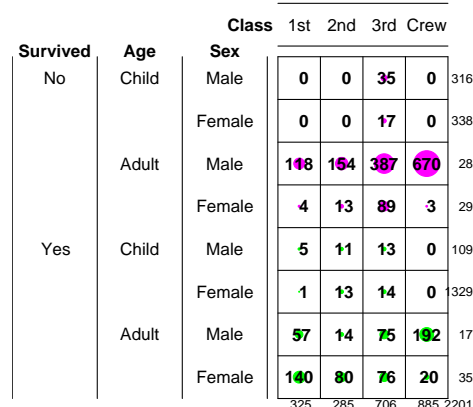 Class 1st 2nd 3rd Crew
Survived Age Sex
No Child Male 0 0 35 0 316
Female 0 0 17 0 338
Adult Male 118 154 387 670 28
Female 4 13 89 3 29
Yes Child Male 5 11 13 0 109
Female 1 13 14 0 1329
Adult Male 57 14 75 192 17
Female 140 80 76 20 35
325 285 706 885 2201